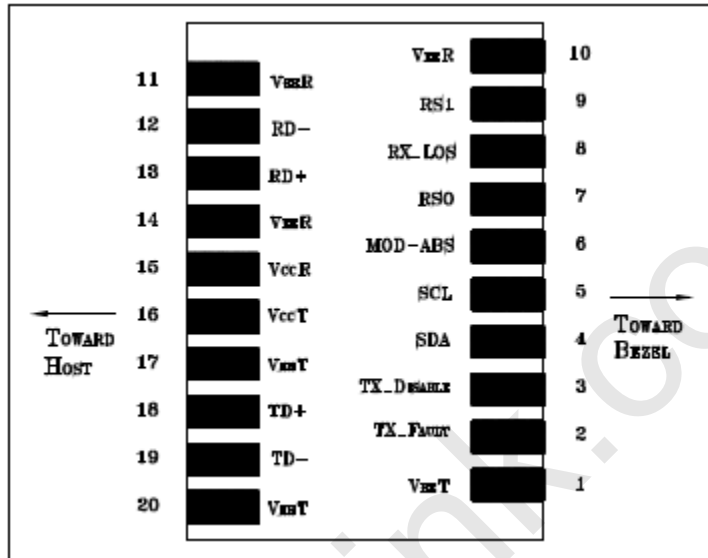 VEER 10
11 VEER
RS1 9
12 RD-
RX_LOS 8
13 RD+
RS0 7
14 VEER
MOD-ABS 6
15 VCCR
SCL 5
16 VCCT
TOWARD
HOST
TOWARD
BEZEL
SDA 4
17 VEET
TX_DISABLE 3
18 TD+
TX_FAULT 2
19 TD-
VEET 1
20 VEET
ink.co